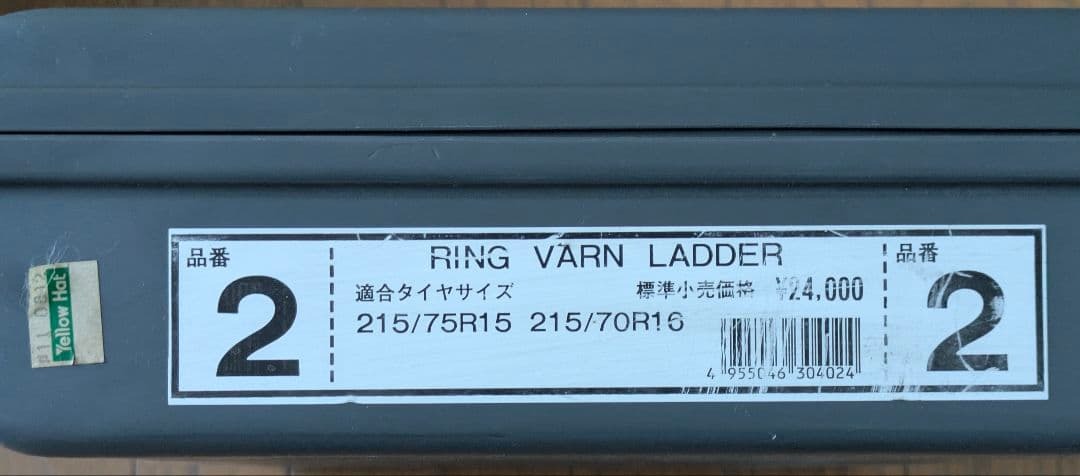 品番
2
RING VARN LADDER
適合タイヤサイズ 標準小売価格 ¥24,000
215/75R15 215/70R16
4 955046 304024
品番
2
Yellow Hat